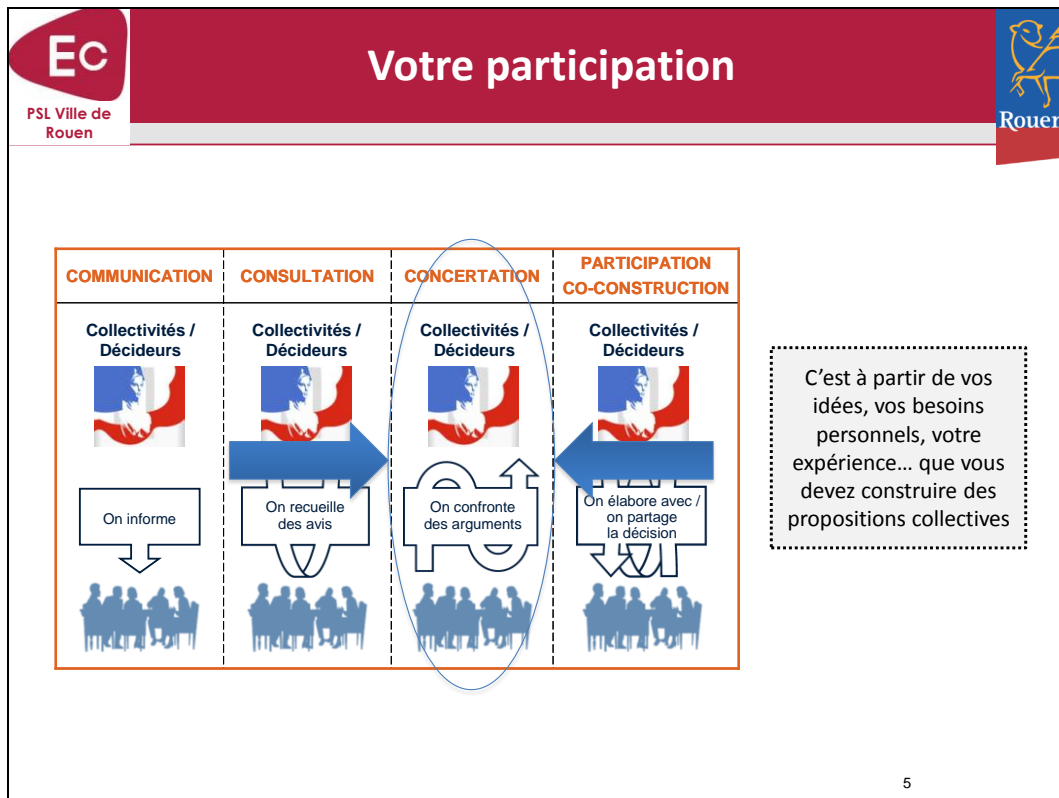 EC
PSL Ville de
Rouen
Votre participation
Rouen
COMMUNICATION
CONSULTATION
CONCERTATION
PARTICIPATION
CO-CONSTRUCTION
Collectivités /
Décideurs
Collectivités /
Décideurs
Collectivités /
Décideurs
Collectivités /
Décideurs
On informe
On recueille
des avis
On confronte
des arguments
On élabore avec /
on partage
la décision
C'est à partir de vos
idées, vos besoins
personnels, votre
expérience… que vous
devez construire des
propositions collectives
5